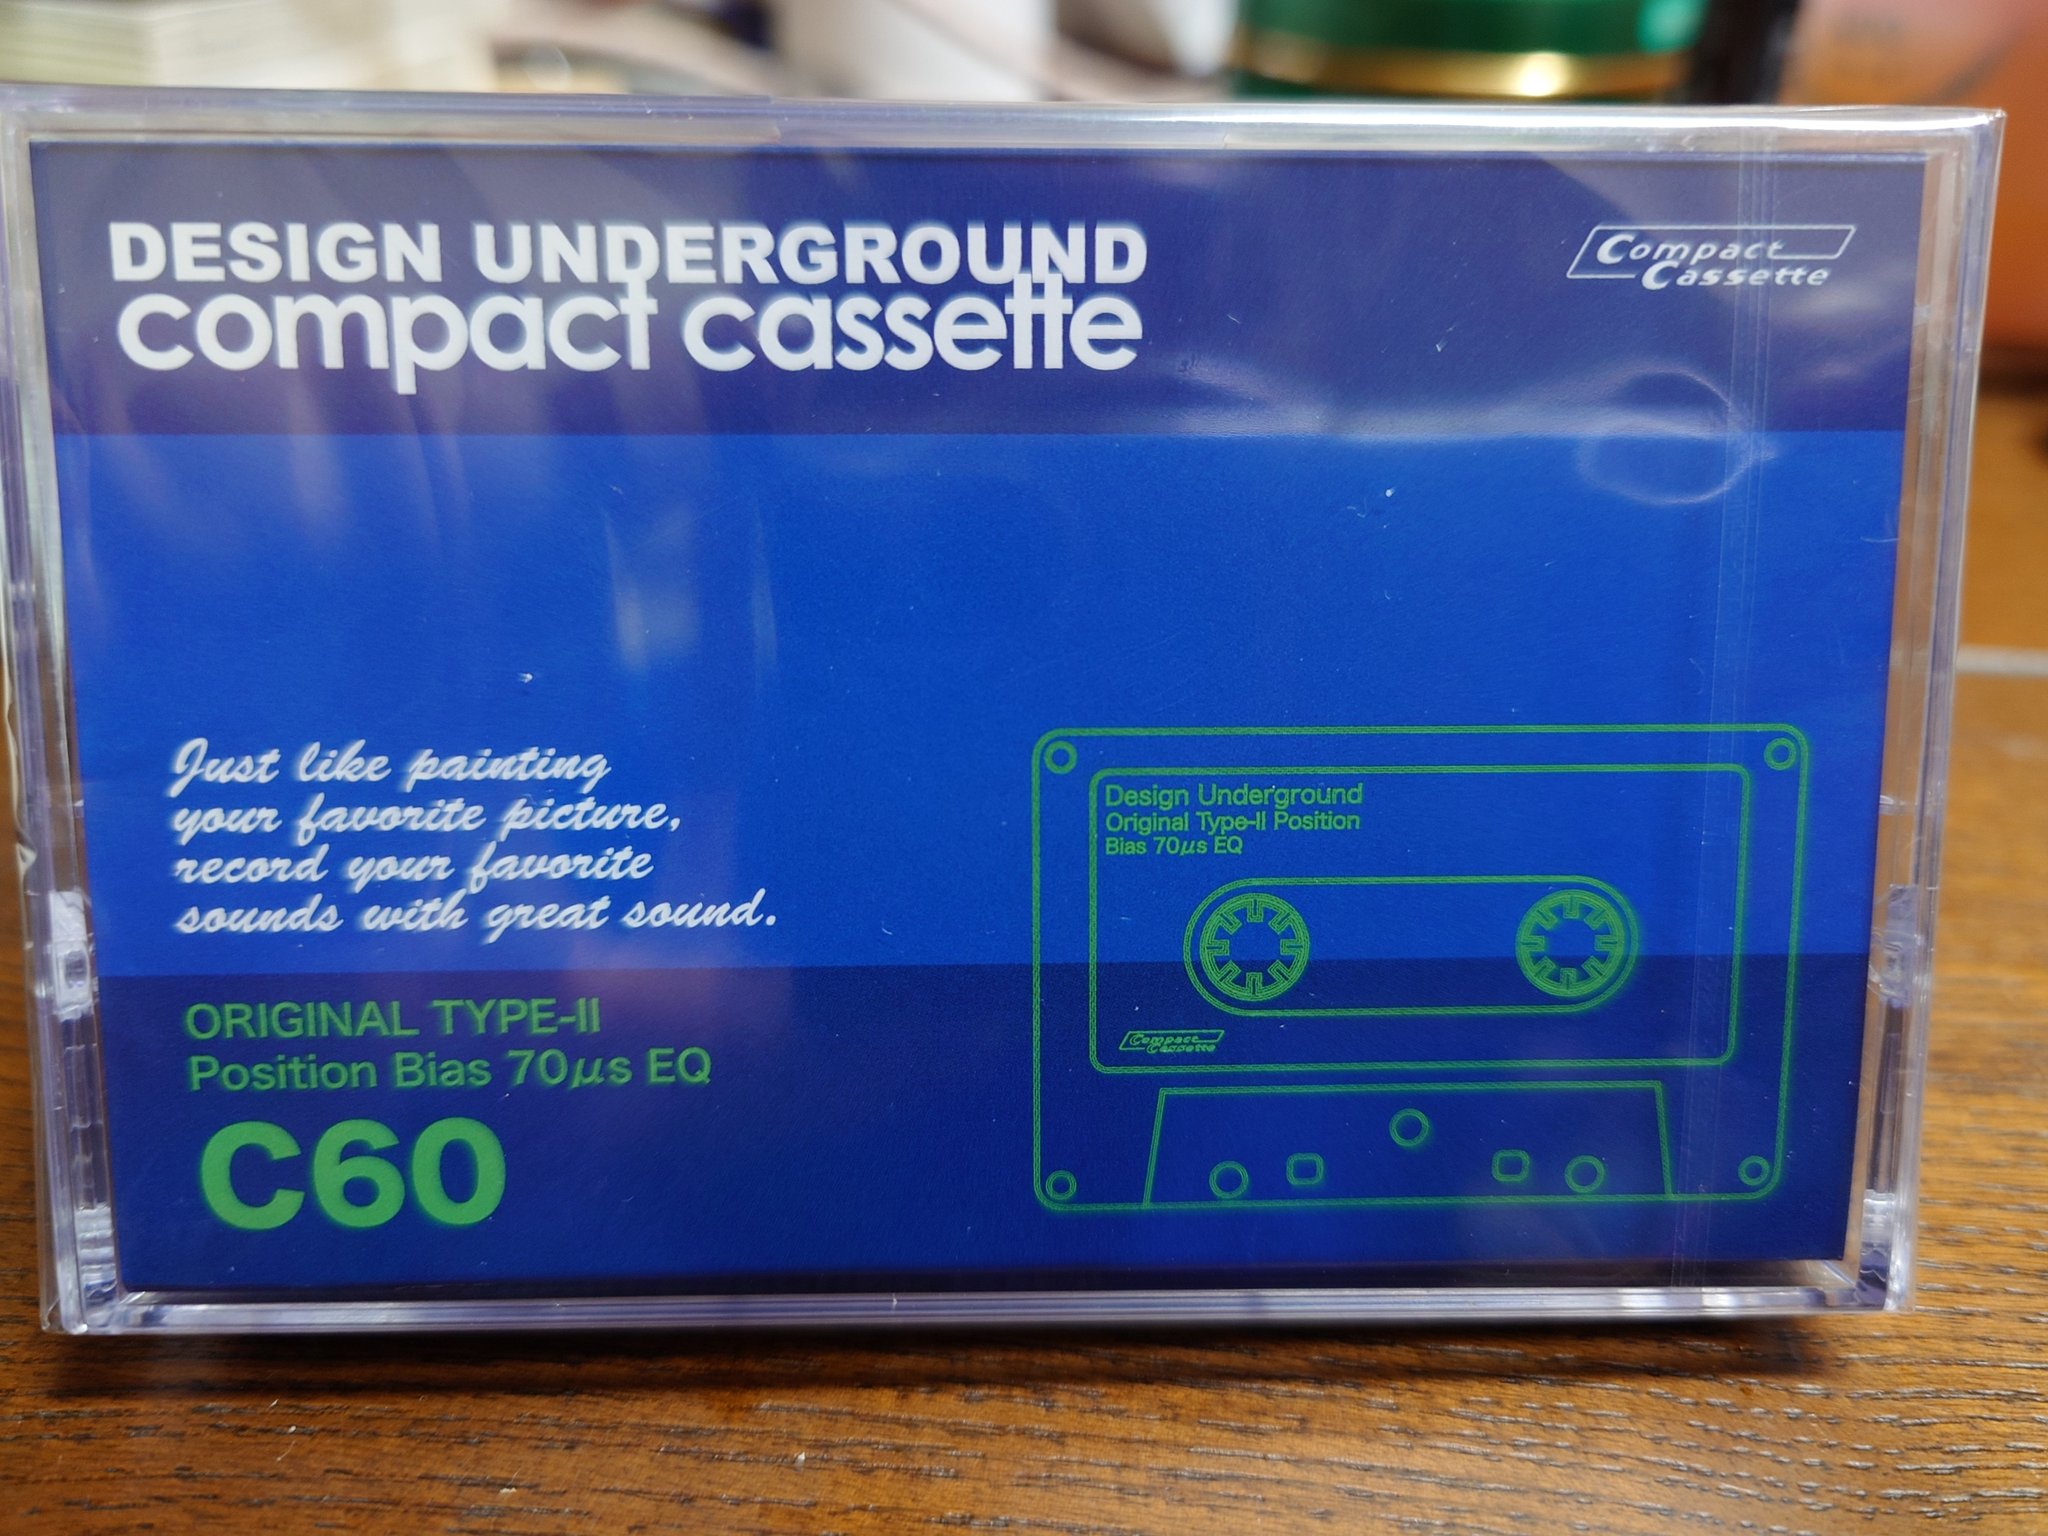 DESIGN UNDERGROUND
compact cassette
Compact
Cassette
Just like painting
your favorite picture,
record your favorite
sounds with great sound.
Design Underground
Original Type-II Position
Bias 70μs EQ
Compact
Cassette
ORIGINAL TYPE-II
Position Bias 70μs EQ
C60